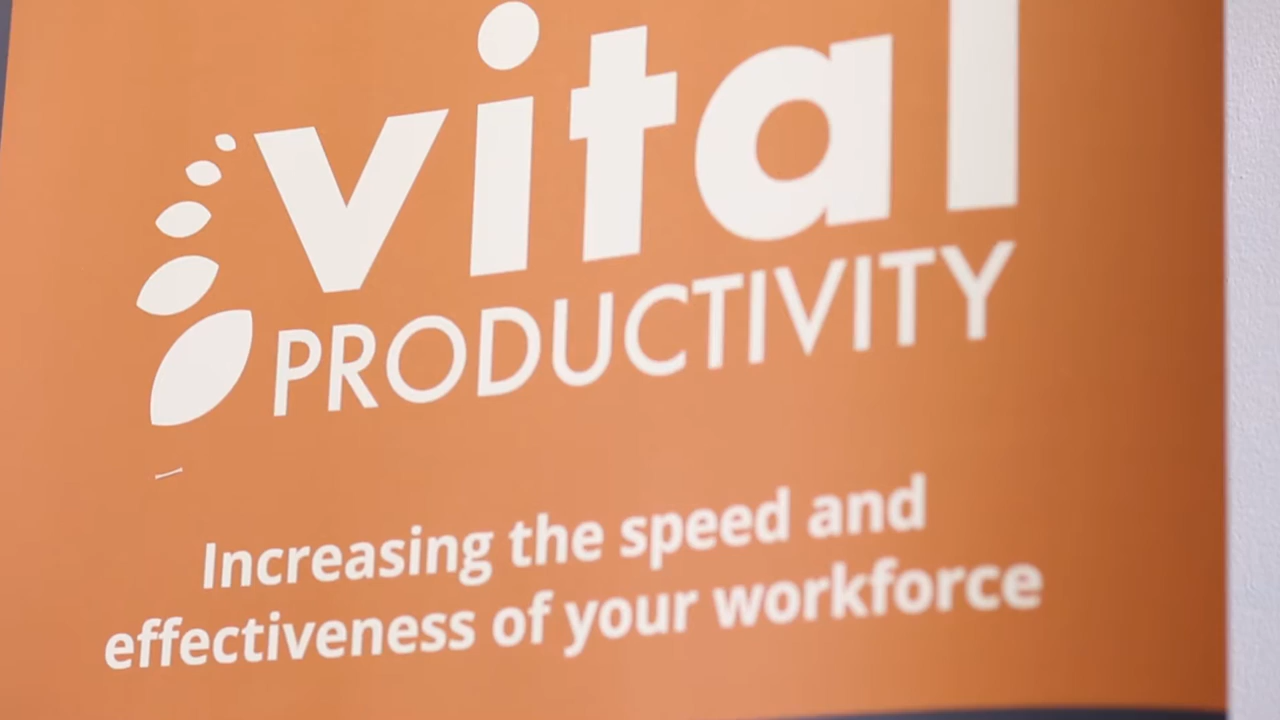 vital
PRODUCTIVITY
Increasing the speed and
effectiveness of your workforce